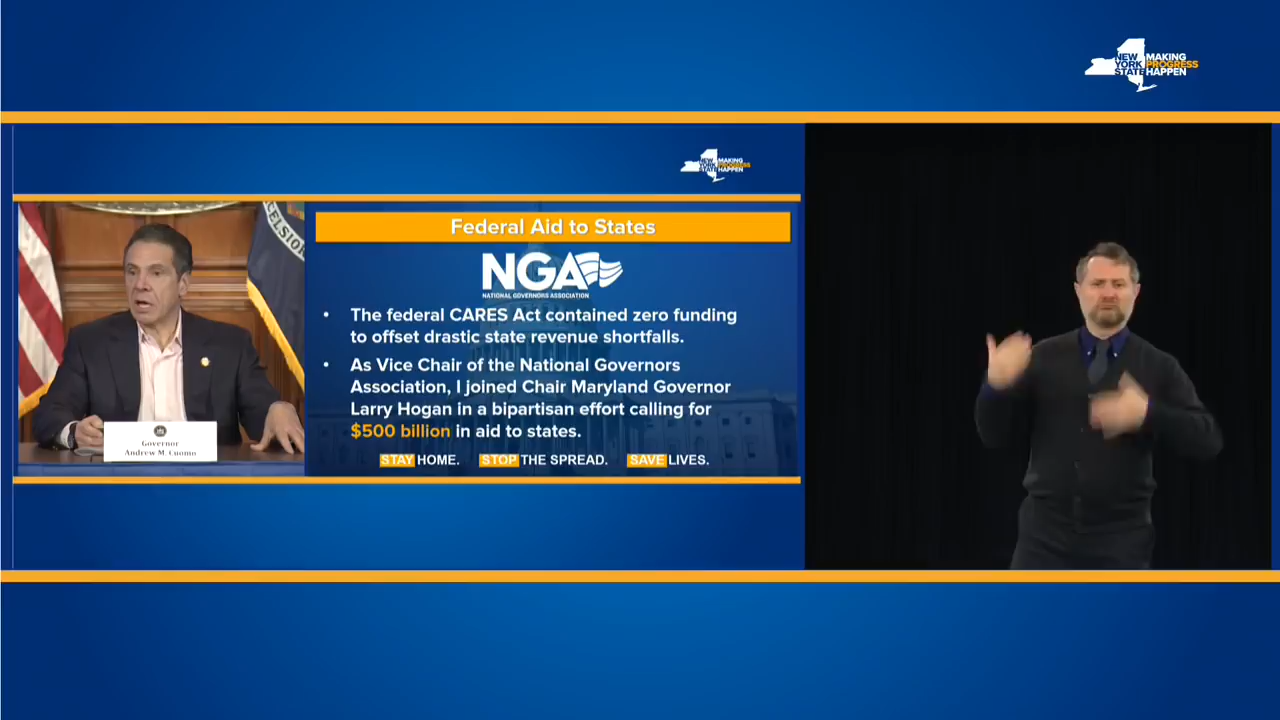 NEW YORK STATE
MAKING PROGRESS HAPPEN
NEW YORK STATE
MAKING PROGRESS HAPPEN
CELSIOR
Federal Aid to States
NGA
NATIONAL GOVERNORS ASSOCIATION
• The federal CARES Act contained zero funding
to offset drastic state revenue shortfalls.
• As Vice Chair of the National Governors
Association, I joined Chair Maryland Governor
Larry Hogan in a bipartisan effort calling for
$500 billion in aid to states.
STAY HOME. STOP THE SPREAD. SAVE LIVES.
Governor
Andrew M. Cuomo